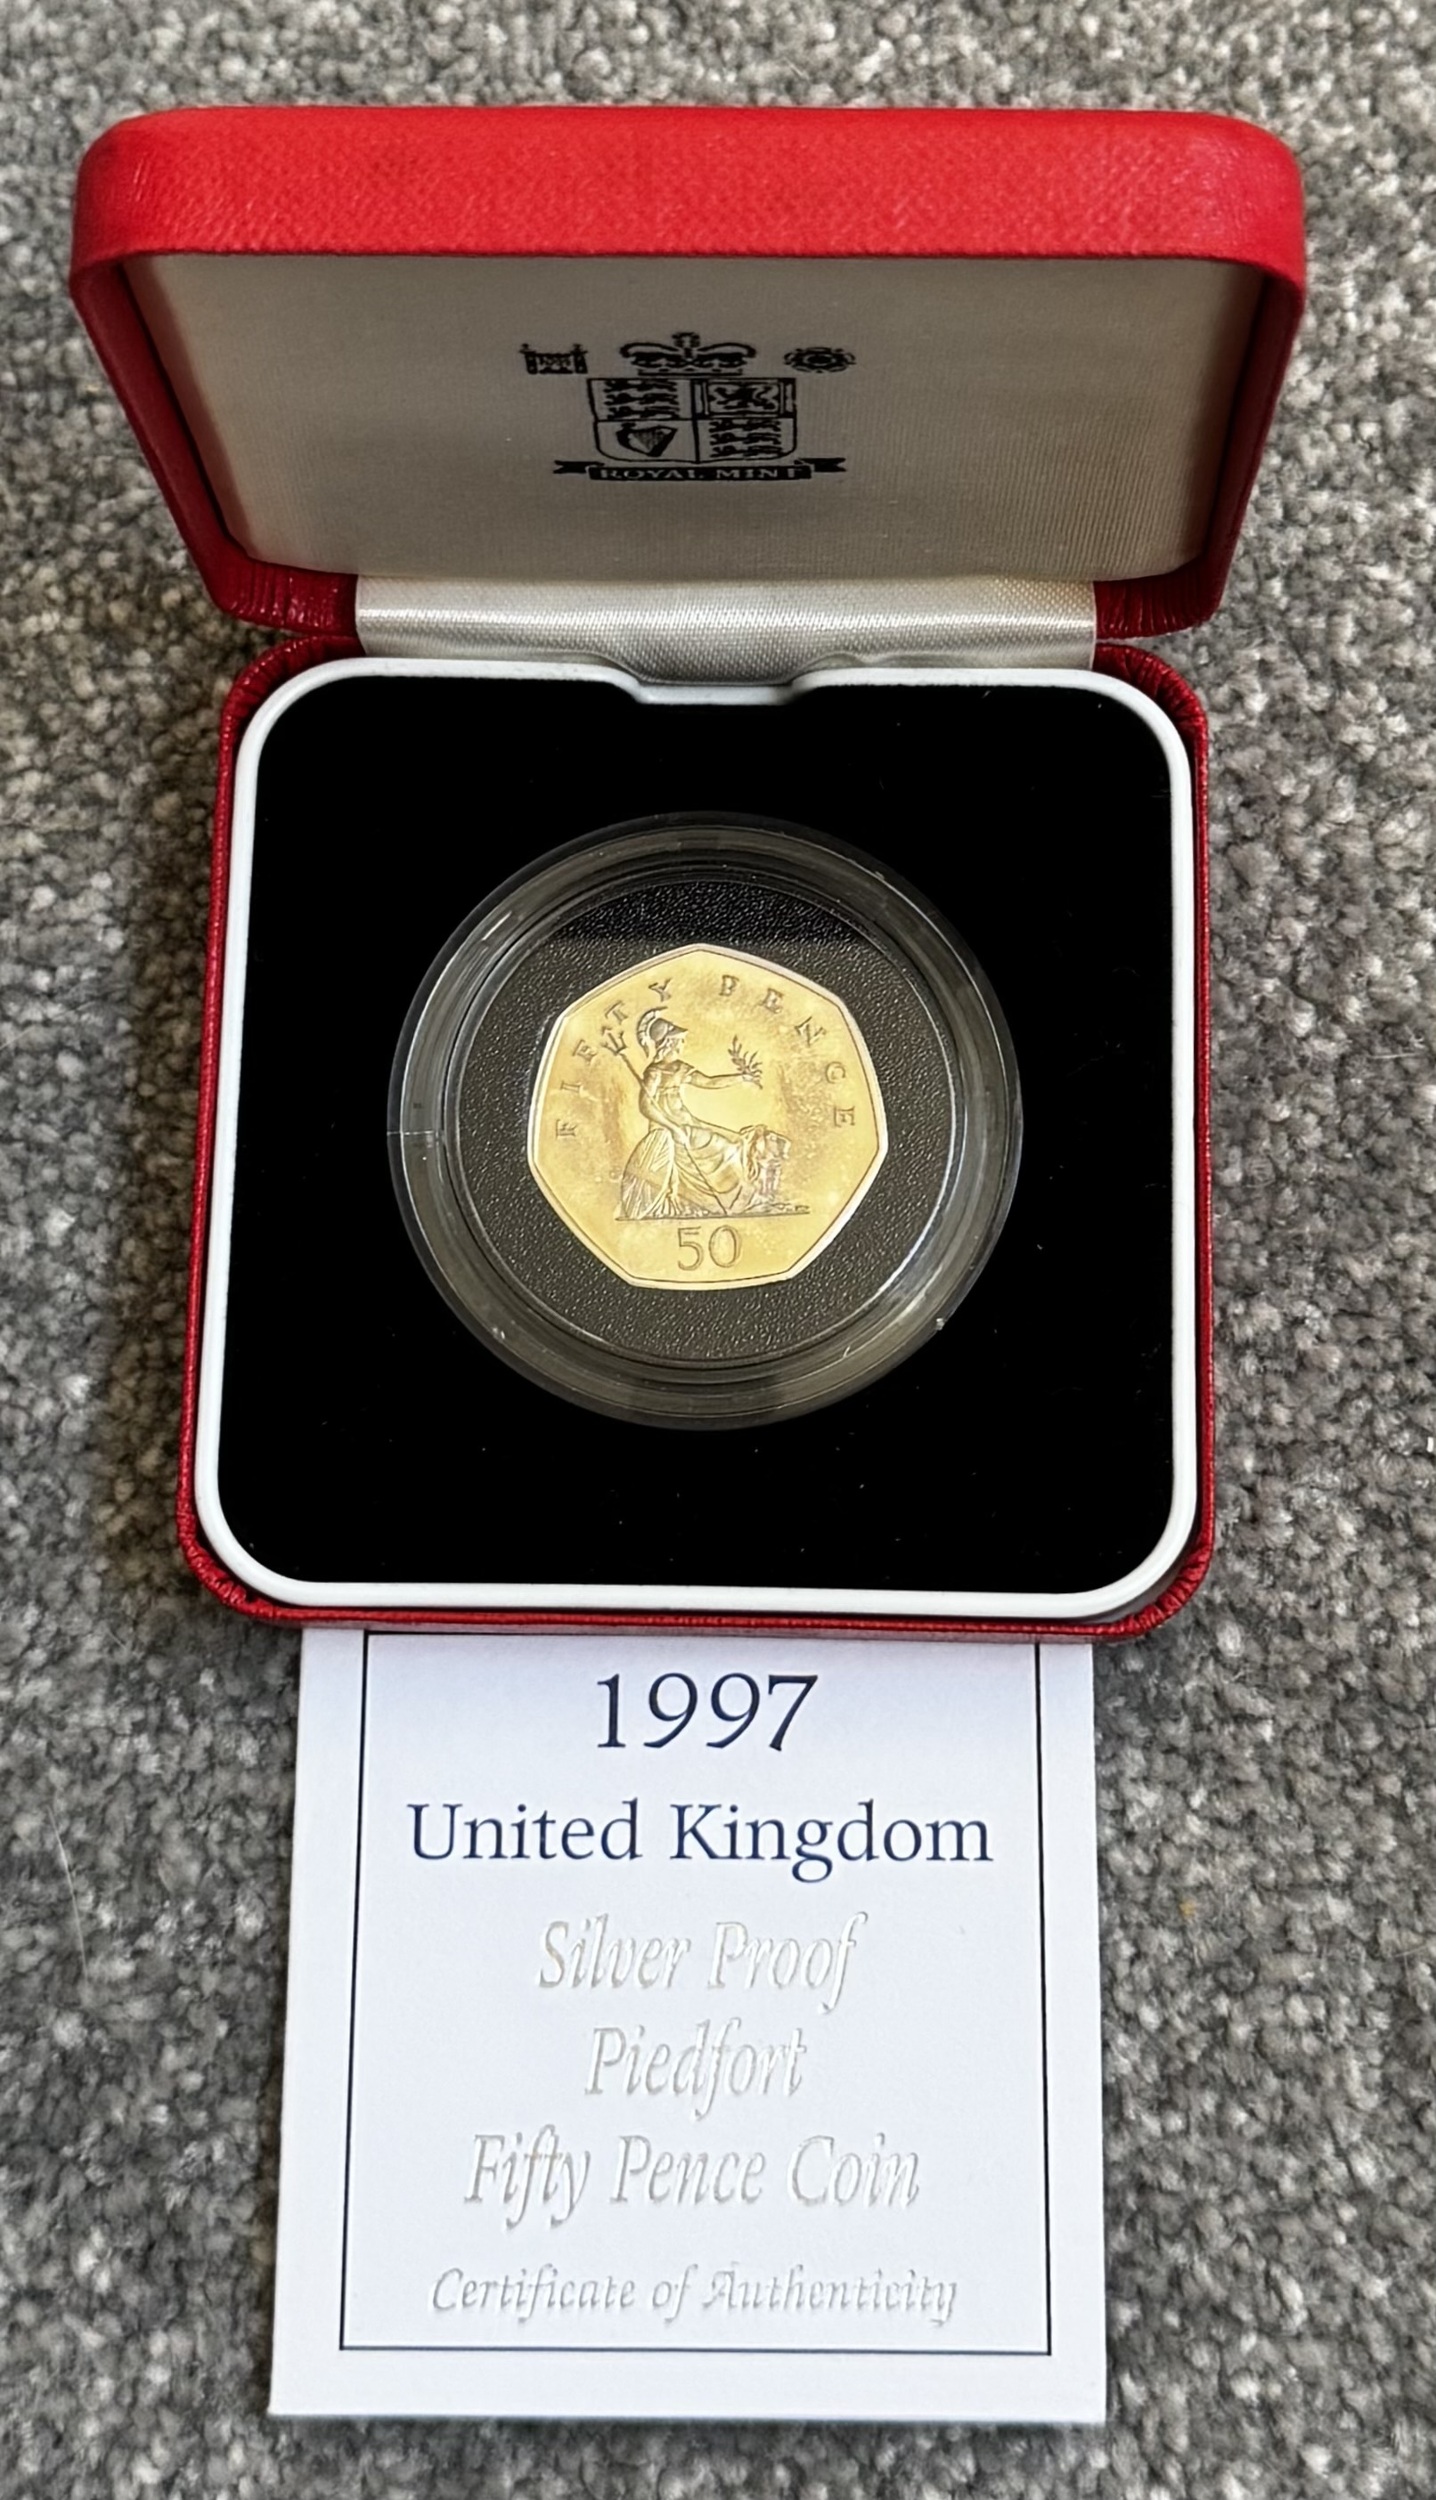 ROYAL MINT
FIFTY PENCE
50
1997
United Kingdom
Silver Proof
Piedfort
Fifty Pence Coin
Certificate of Authenticity